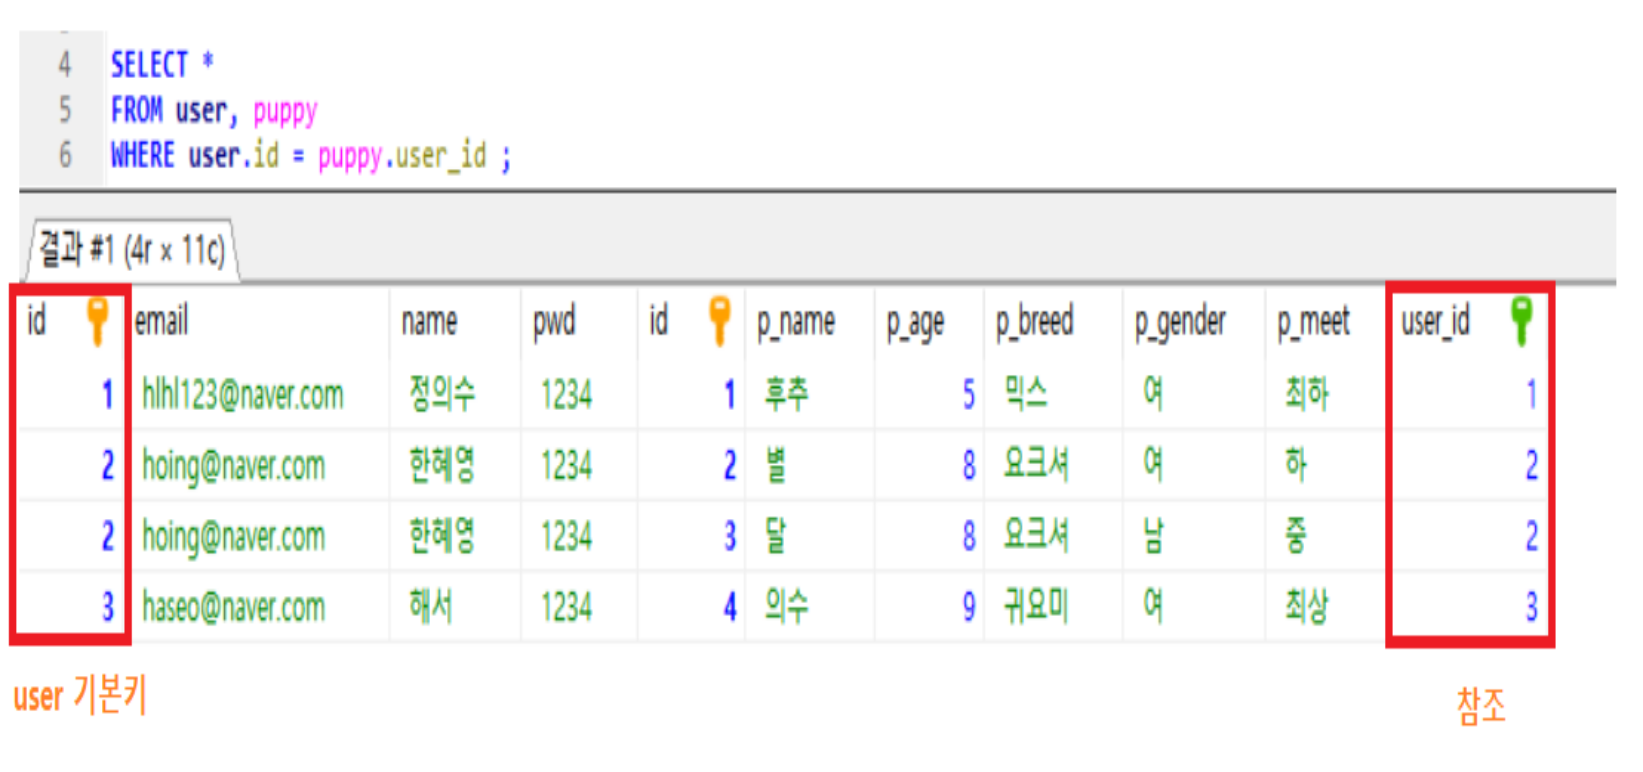 4 SELECT *
5 FROM user, puppy
6 WHERE user.id = puppy.user_id ;
결과 #1 (4r × 11c)
id email name pwd id p_name p_age p_breed p_gender p_meet user_id
1 hlhl123@naver.com 정의수 1234 1 후추 5 믹스 여 최하 1
2 hoing@naver.com 한혜영 1234 2 별 8 요크셔 여 하 2
2 hoing@naver.com 한혜영 1234 3 달 8 요크셔 남 중 2
3 haseo@naver.com 해서 1234 4 의수 9 귀요미 여 최상 3
user 기본키
참조